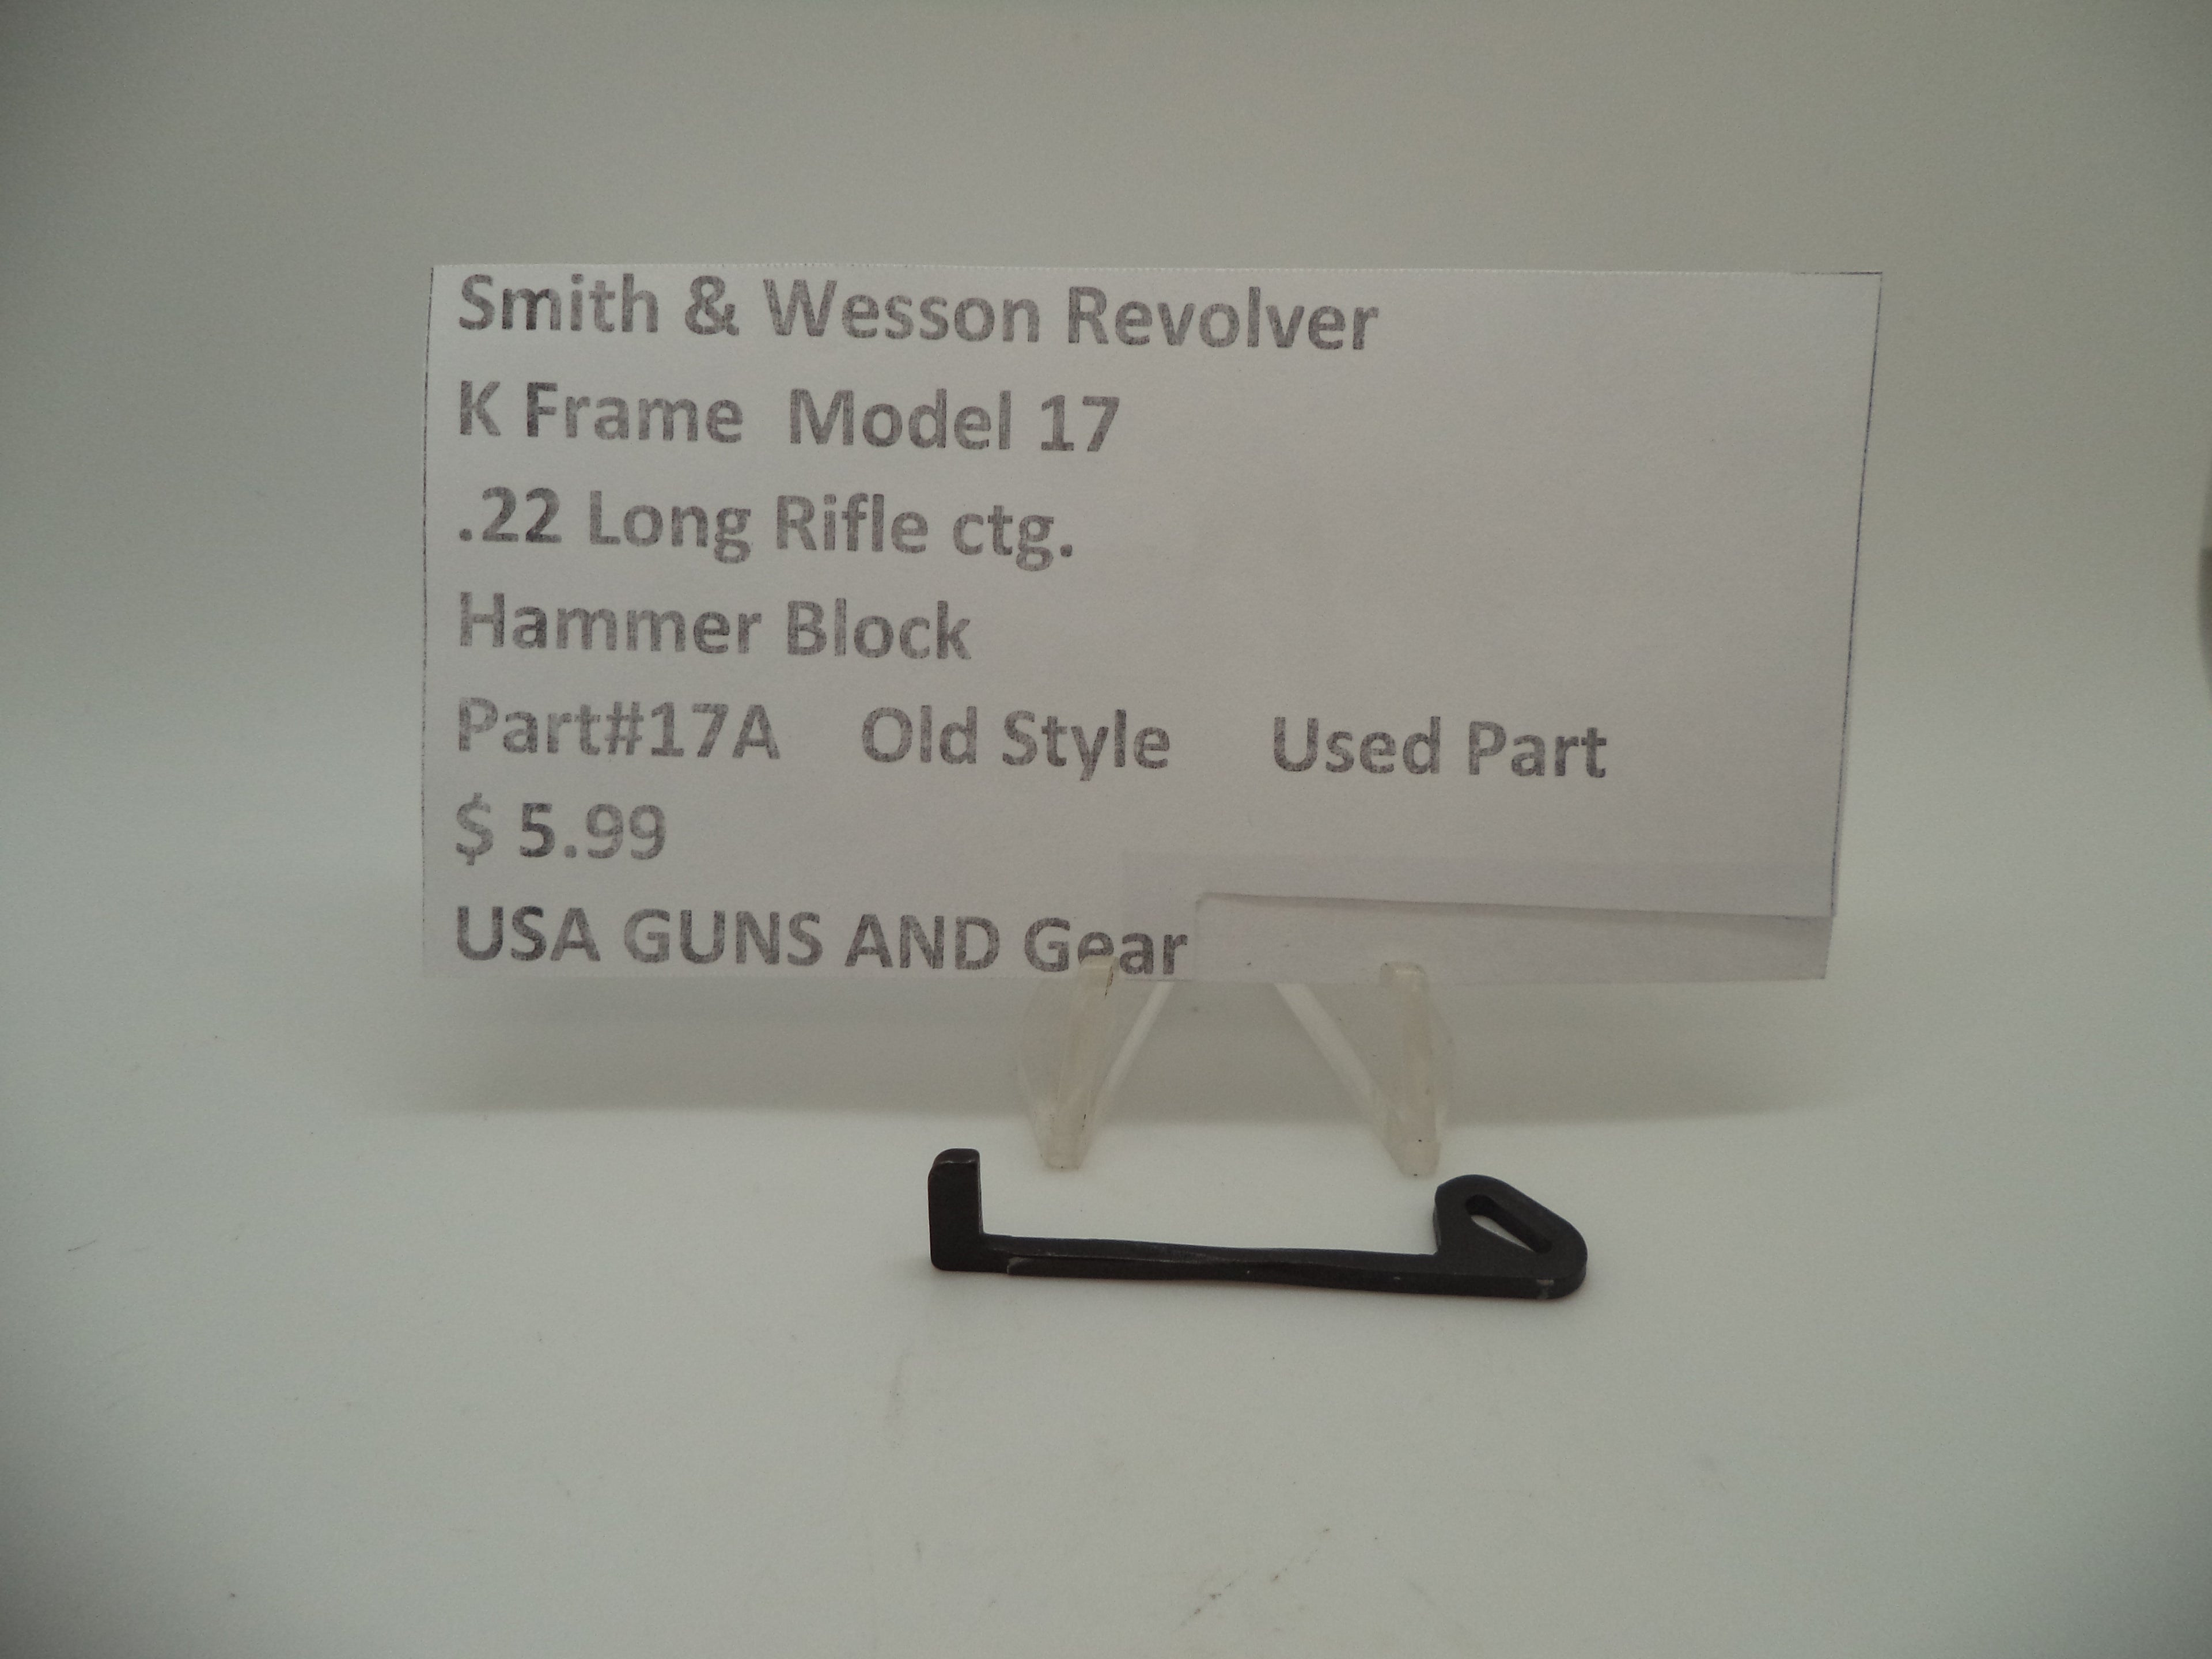 Smith & Wesson Revolver
K Frame Model 17
.22 Long Rifle ctg.
Hammer Block
Part#17A Old Style Used Part
$ 5.99
USA GUNS AND Gear